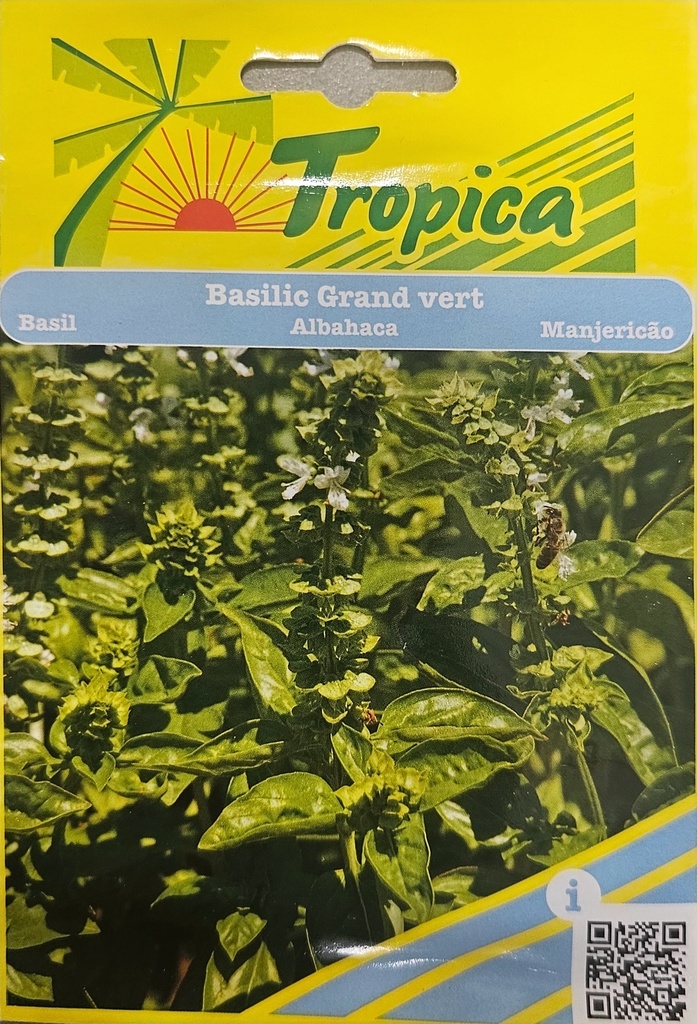 Tropica
Basilic Grand vert
Basil Albahaca Manjericão
i